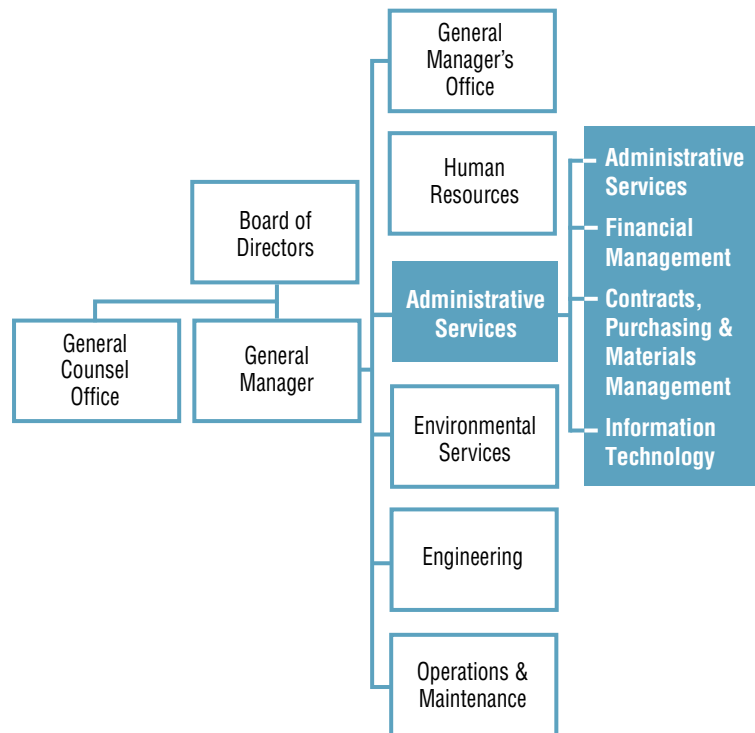 General
Manager’s
Office
Human
Resources
Board of
Directors
General
Counsel
Office
General
Manager
Administrative
Services
Environmental
Services
Engineering
Operations &
Maintenance
Administrative
Services
Financial
Management
Contracts,
Purchasing &
Materials
Management
Information
Technology